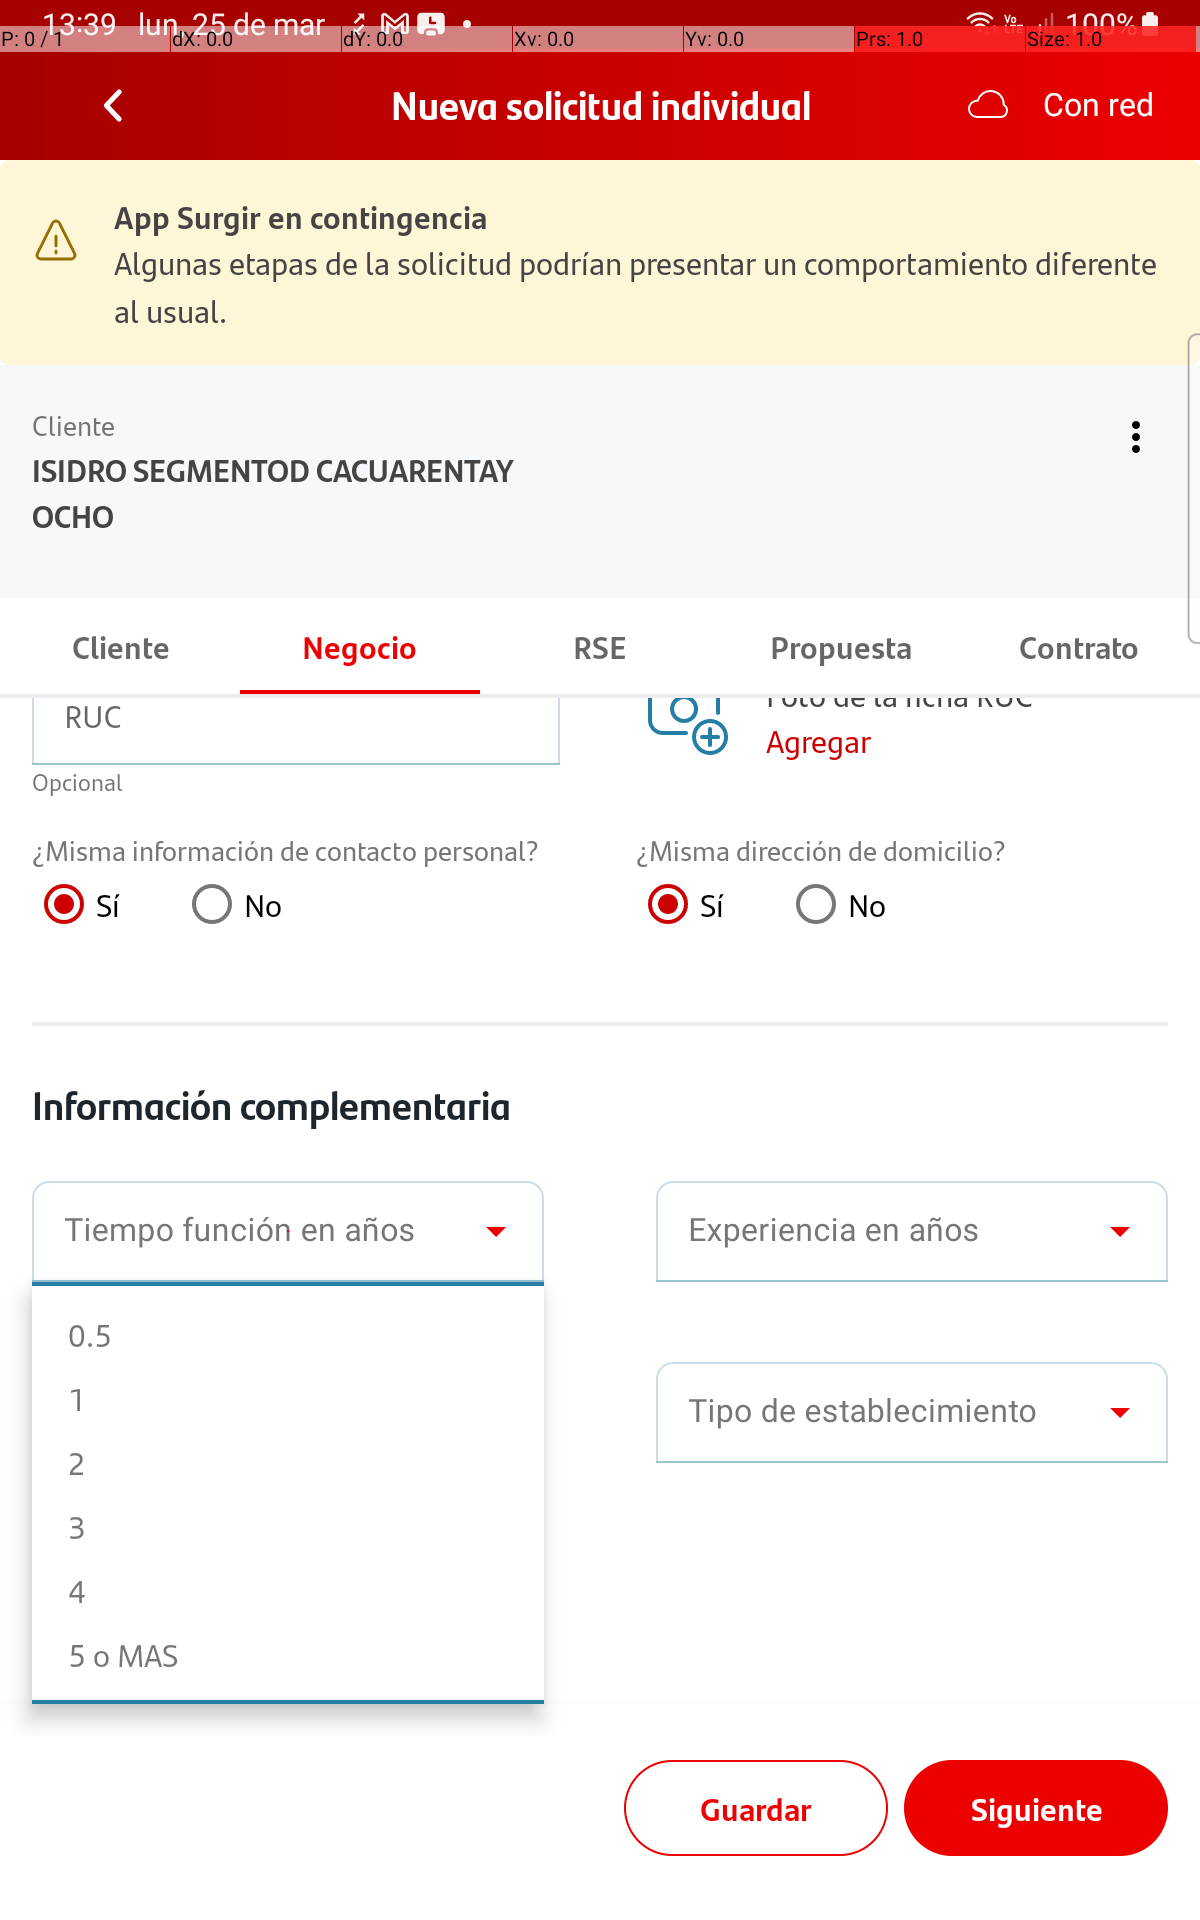 13:39 lun, 25 de mar 100%
P: 0 / 1 dX: 0.0 dY: 0.0 Xv: 0.0 Yv: 0.0 Prs: 1.0 Size: 1.0
Nueva solicitud individual Con red
App Surgir en contingencia
Algunas etapas de la solicitud podrían presentar un comportamiento diferente
al usual.
Cliente
ISIDRO SEGMENTOD CACUARENTAY
OCHO
Cliente Negocio RSE Propuesta Contrato
RUC Foto de la ficha RUC
Agregar
Opcional
¿Misma información de contacto personal? ¿Misma dirección de domicilio?
Sí No Sí No
Información complementaria
Tiempo función en años Experiencia en años
0.5
1
Tipo de establecimiento
2
3
4
5 o MAS
Guardar Siguiente